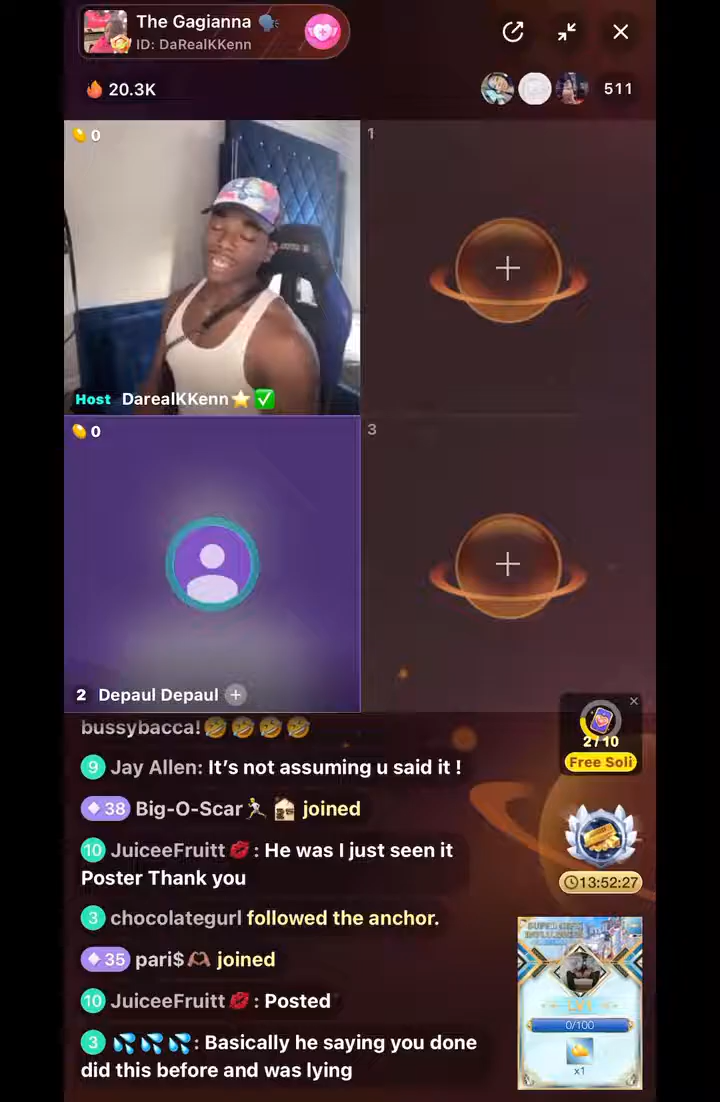 The Gagianna 🗣️
ID: DaRealKKenn
🔥 20.3K
511
0
1
Host DarealKKenn⭐✅
0
3
2 Depaul Depaul +
bussybacca!🤣🤣🤣🤣
9 Jay Allen: It's not assuming u said it !
38 Big-O-Scar joined
10 JuiceeFruitt 💋: He was I just seen it
Poster Thank you
3 chocolategurl followed the anchor.
35 pari$🫶🏾 joined
10 JuiceeFruitt 💋: Posted
3 💦💦💦: Basically he saying you done
did this before and was lying
2/10
Free Soli
13:52:27
0/100
x1